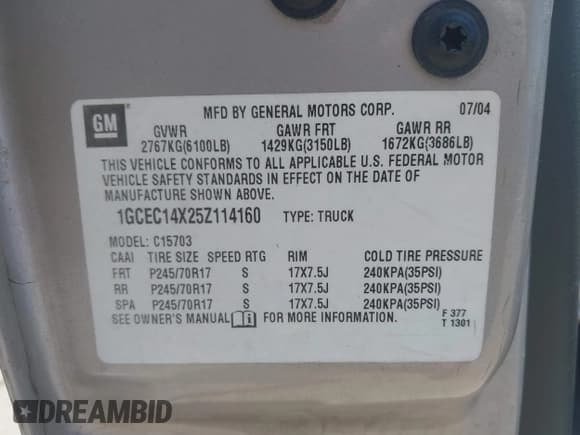 GM
MFD BY GENERAL MOTORS CORP. 07/04
GVWR GAWR FRT GAWR RR
2767KG(6100LB) 1429KG(3150LB) 1672KG(3686LB)
THIS VEHICLE CONFORMS TO ALL APPLICABLE U.S. FEDERAL MOTOR
VEHICLE SAFETY STANDARDS IN EFFECT ON THE DATE OF
MANUFACTURE SHOWN ABOVE.
1GCEC14X25Z114160 TYPE: TRUCK
MODEL: C15703
CAAI TIRE SIZE SPEED RTG RIM COLD TIRE PRESSURE
FRT P245/70R17 S 17X7.5J 240KPA(35PSI)
RR P245/70R17 S 17X7.5J 240KPA(35PSI)
SPA P245/70R17 S 17X7.5J 240KPA(35PSI)
SEE OWNER'S MANUAL FOR MORE INFORMATION.
F 377
T 1301
DREAMBID